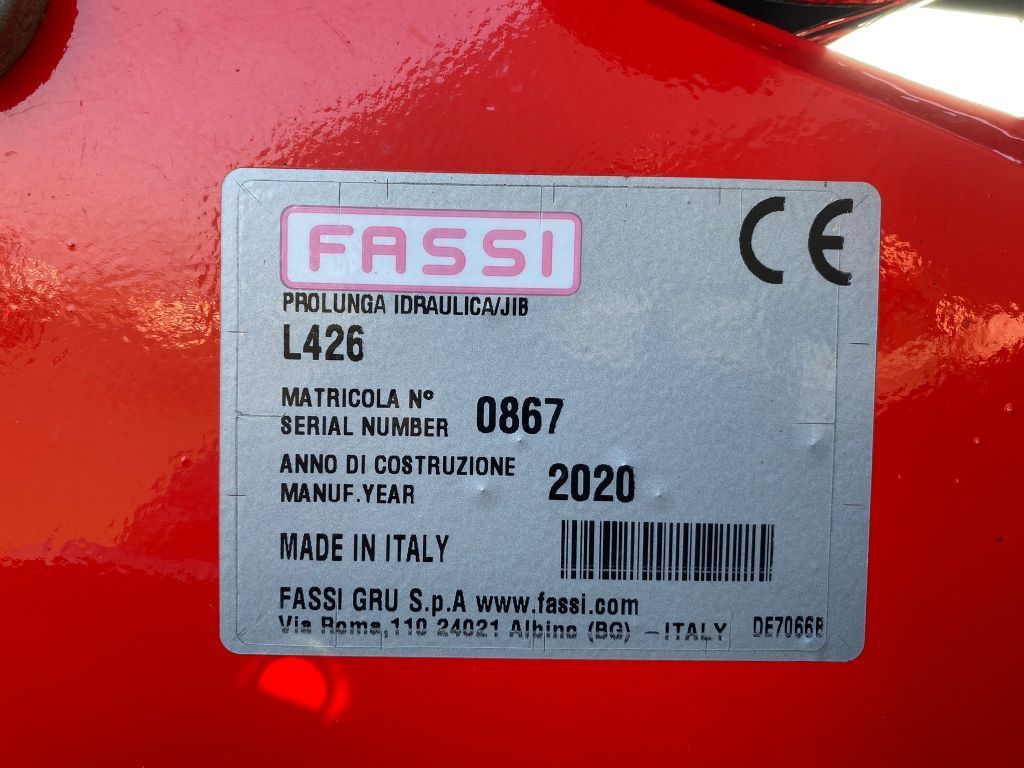 FASSI
CE
PROLUNGA IDRAULICA/JIB
L426
MATRICOLA N° 0867
SERIAL NUMBER
ANNO DI COSTRUZIONE 2020
MANUF.YEAR
MADE IN ITALY
FASSI GRU S.p.A www.fassi.com
Via Roma,110 24021 Albino (BG) -ITALY DE7066B